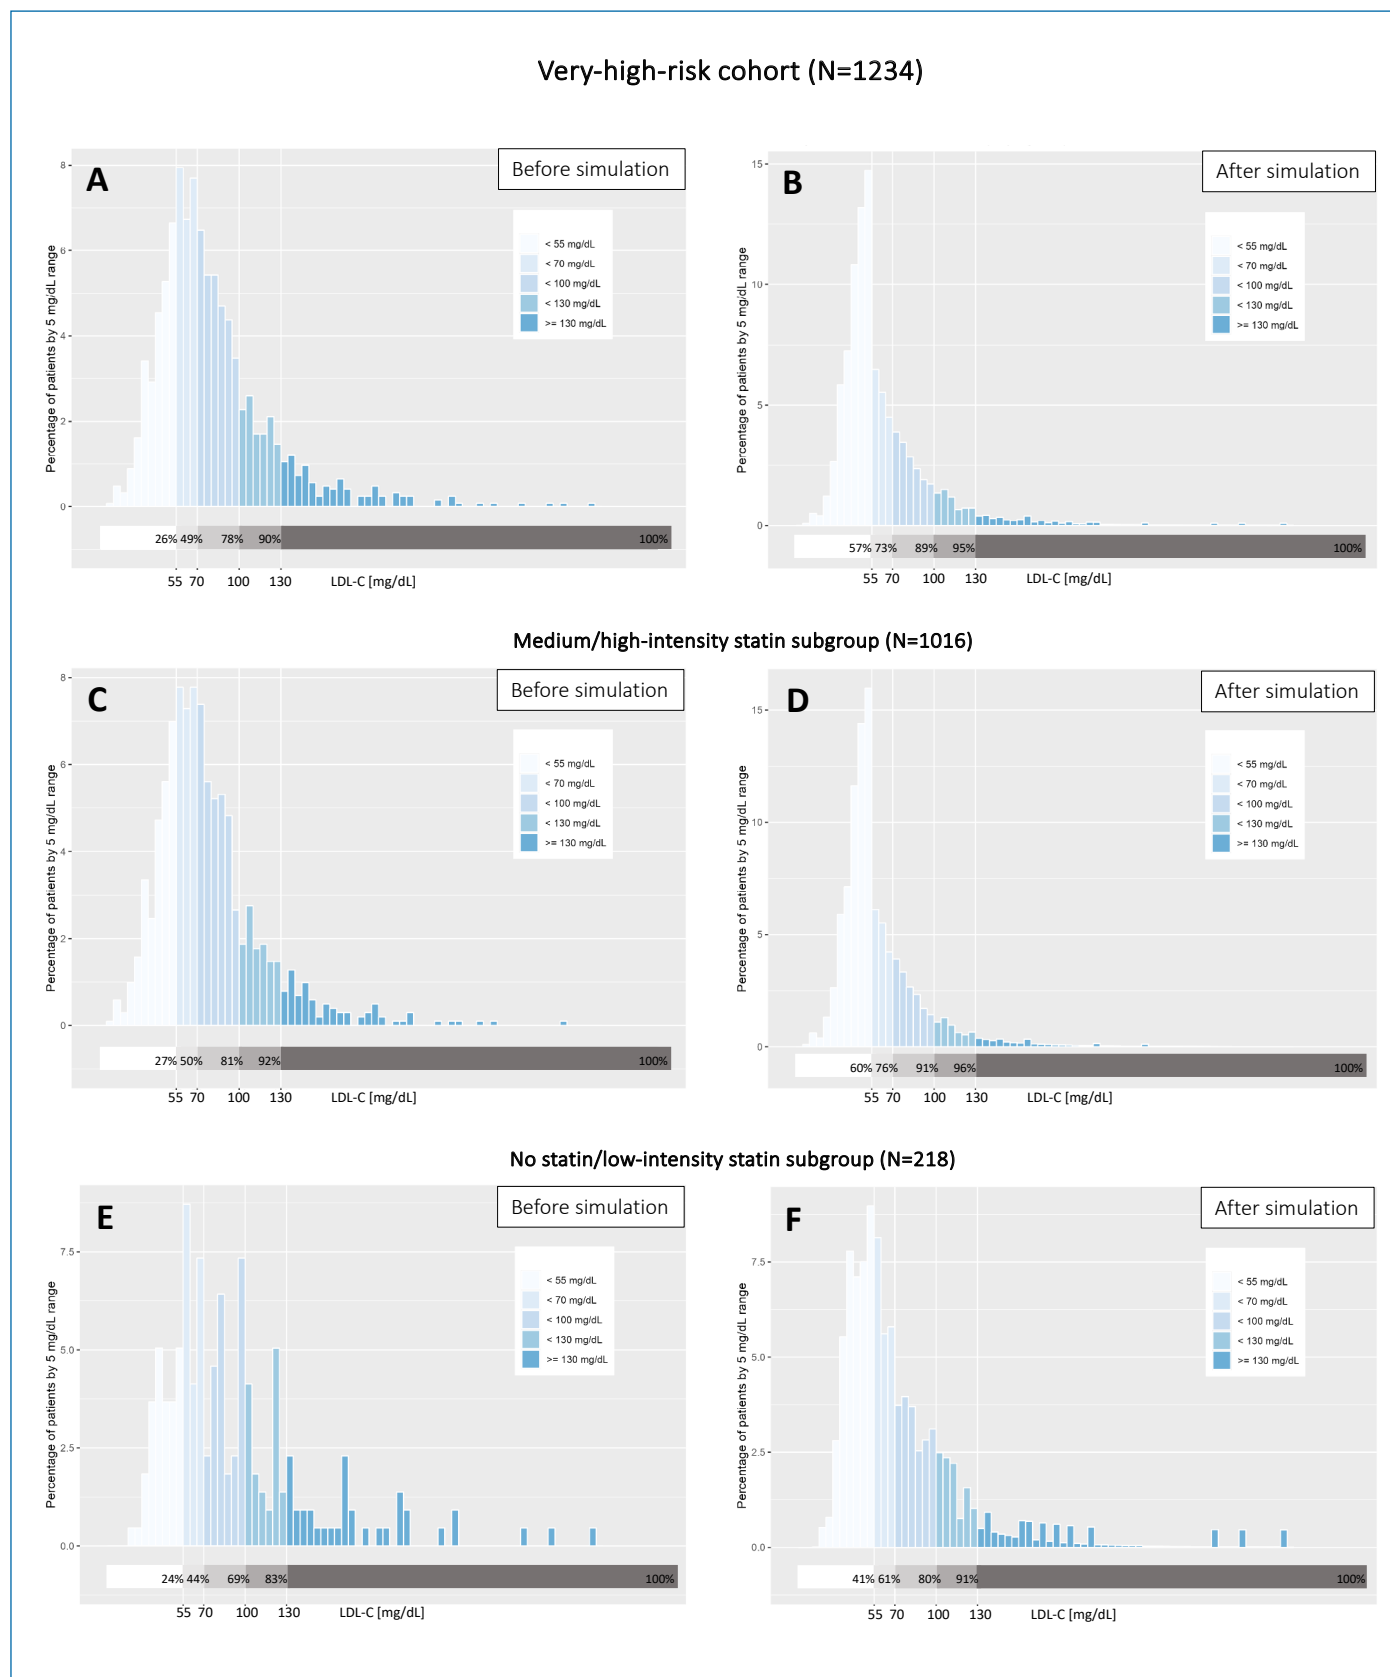 Very-high-risk cohort (N=1234)
A
Before simulation
Percentage of patients by 5 mg/dL range
8
6
4
2
0
< 55 mg/dL
< 70 mg/dL
< 100 mg/dL
< 130 mg/dL
>= 130 mg/dL
26% 49% 78% 90% 100%
55 70 100 130 LDL-C [mg/dL]
B
After simulation
Percentage of patients by 5 mg/dL range
15
10
5
0
< 55 mg/dL
< 70 mg/dL
< 100 mg/dL
< 130 mg/dL
>= 130 mg/dL
57% 73% 89% 95% 100%
55 70 100 130 LDL-C [mg/dL]
Medium/high-intensity statin subgroup (N=1016)
C
Before simulation
Percentage of patients by 5 mg/dL range
8
6
4
2
0
< 55 mg/dL
< 70 mg/dL
< 100 mg/dL
< 130 mg/dL
>= 130 mg/dL
27% 50% 81% 92% 100%
55 70 100 130 LDL-C [mg/dL]
D
After simulation
Percentage of patients by 5 mg/dL range
15
10
5
0
< 55 mg/dL
< 70 mg/dL
< 100 mg/dL
< 130 mg/dL
>= 130 mg/dL
60% 76% 91% 96% 100%
55 70 100 130 LDL-C [mg/dL]
No statin/low-intensity statin subgroup (N=218)
E
Before simulation
Percentage of patients by 5 mg/dL range
7.5
5.0
2.5
0.0
< 55 mg/dL
< 70 mg/dL
< 100 mg/dL
< 130 mg/dL
>= 130 mg/dL
24% 44% 69% 83% 100%
55 70 100 130 LDL-C [mg/dL]
F
After simulation
Percentage of patients by 5 mg/dL range
7.5
5.0
2.5
0.0
< 55 mg/dL
< 70 mg/dL
< 100 mg/dL
< 130 mg/dL
>= 130 mg/dL
41% 61% 80% 91% 100%
55 70 100 130 LDL-C [mg/dL]